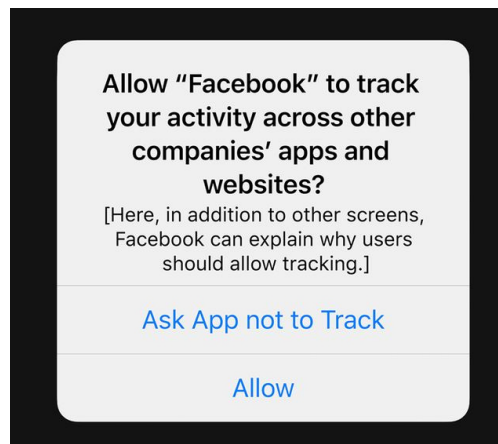 Allow “Facebook” to track
your activity across other
companies’ apps and
websites?
[Here, in addition to other screens,
Facebook can explain why users
should allow tracking.]
Ask App not to Track
Allow